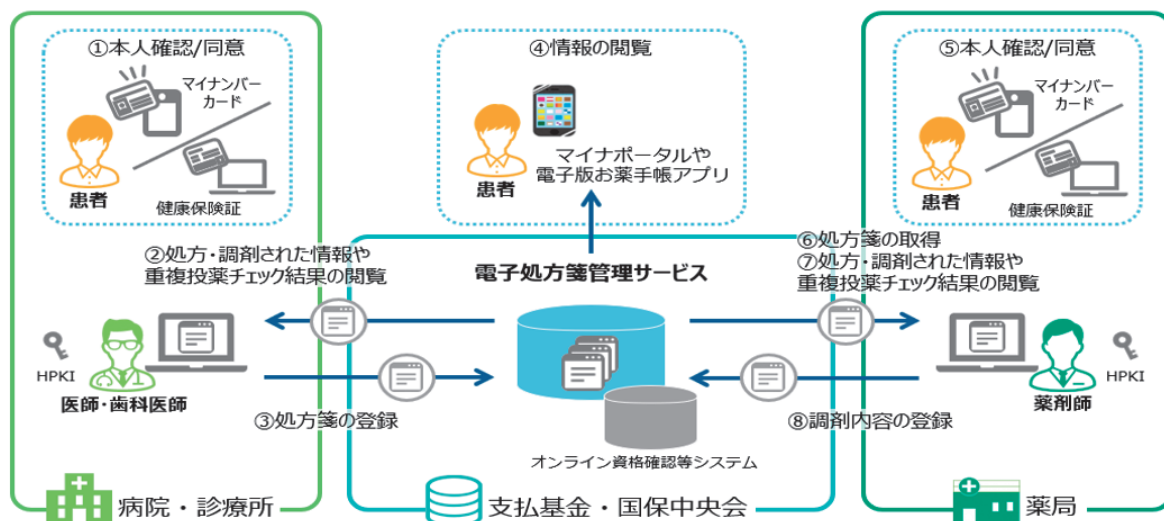 ①本人確認/同意
マイナンバー
カード
患者
健康保険証
②処方・調剤された情報や
重複投薬チェック結果の閲覧
HPKI
医師・歯科医師
③処方箋の登録
病院・診療所
④情報の閲覧
患者
マイナポータルや
電子版お薬手帳アプリ
電子処方箋管理サービス
オンライン資格確認等システム
支払基金・国保中央会
⑤本人確認/同意
マイナンバー
カード
患者
健康保険証
⑥処方箋の取得
⑦処方・調剤された情報や
重複投薬チェック結果の閲覧
HPKI
薬剤師
⑧調剤内容の登録
薬局